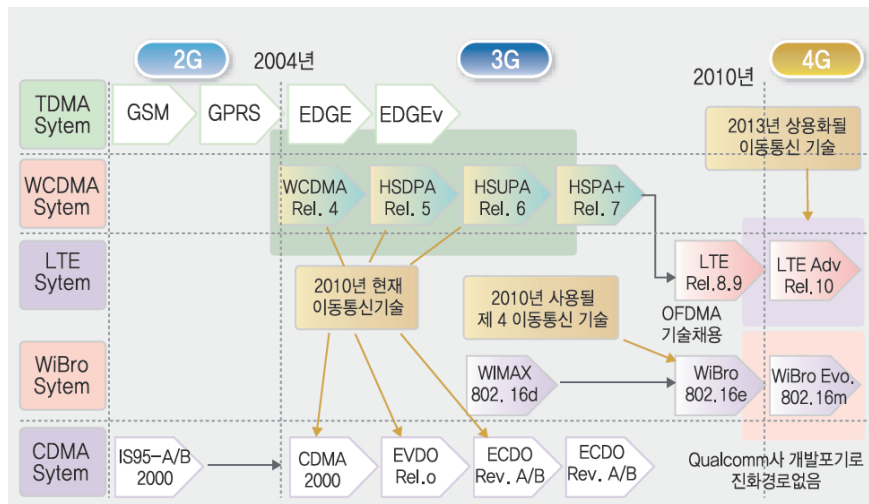 2G
2004년
3G
2010년
4G
TDMA
Sytem
GSM
GPRS
EDGE
EDGEv
2013년 상용화될
이동통신 기술
WCDMA
Sytem
WCDMA
Rel. 4
HSDPA
Rel. 5
HSUPA
Rel. 6
HSPA+
Rel. 7
LTE
Sytem
LTE
Rel.8.9
LTE Adv
Rel. 10
2010년 현재
이동통신기술
2010년 사용될
제 4 이동통신 기술
OFDMA
기술채용
WiBro
Sytem
WIMAX
802. 16d
WiBro
802.16e
WiBro Evo.
802.16m
CDMA
Sytem
IS95-A/B
2000
CDMA
2000
EVDO
Rel.o
ECDO
Rev. A/B
ECDO
Rev. A/B
Qualcomm사 개발포기로
진화경로없음